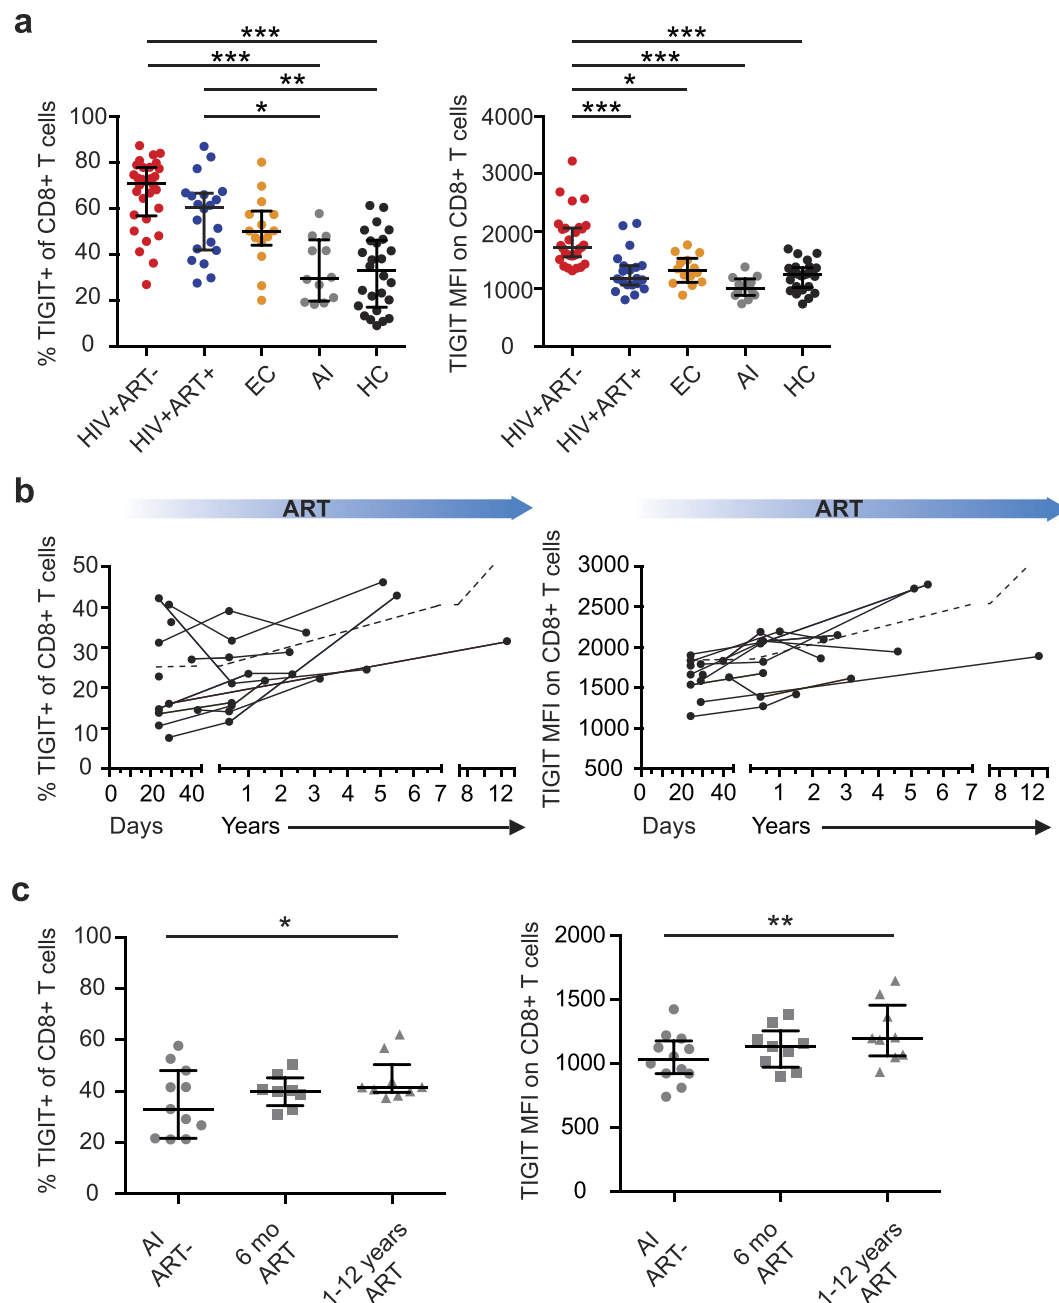 a
***
***
**
*
% TIGIT+ of CD8+ T cells
100
80
60
40
20
0
HIV+ART-
HIV+ART+
EC
AI
HC
***
***
*
***
TIGIT MFI on CD8+ T cells
4000
3000
2000
1000
0
HIV+ART-
HIV+ART+
EC
AI
HC
b
ART
% TIGIT+ of CD8+ T cells
50
40
30
20
10
0
0 20 40 1 2 3 4 5 6 7 8 12
Days Years
ART
TIGIT MFI on CD8+ T cells
3000
2500
2000
1500
1000
500
0 20 40 1 2 3 4 5 6 7 8 12
Days Years
c
*
% TIGIT+ of CD8+ T cells
100
80
60
40
20
0
AI
ART-
6 mo
ART
1-12 years
ART
**
TIGIT MFI on CD8+ T cells
2000
1500
1000
500
0
AI
ART-
6 mo
ART
1-12 years
ART